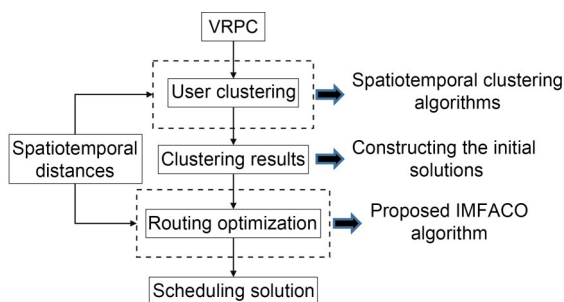 VRPC
User clustering
Spatiotemporal clustering
algorithms
Spatiotemporal
distances
Clustering results
Constructing the initial
solutions
Routing optimization
Proposed IMFACO
algorithm
Scheduling solution